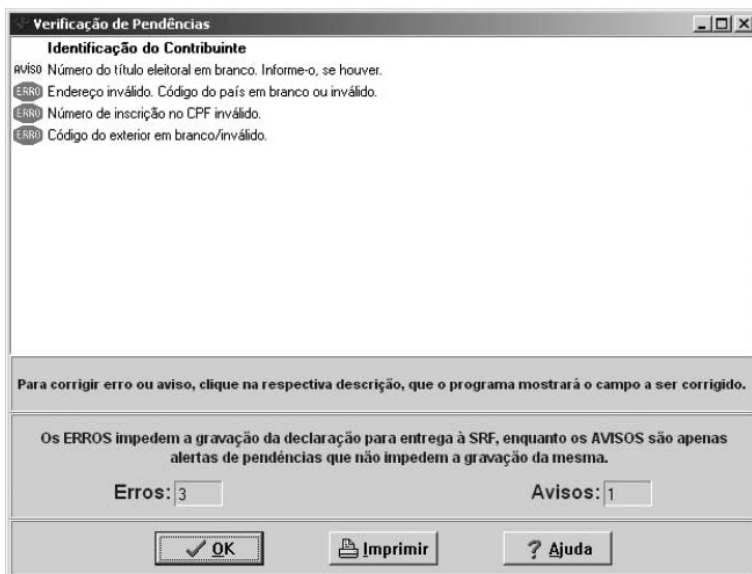 Verificação de Pendências
Identificação do Contribuinte
AVISO Número do título eleitoral em branco. Informe-o, se houver.
ERRO Endereço inválido. Código do país em branco ou inválido.
ERRO Número de inscrição no CPF inválido.
ERRO Código do exterior em branco/inválido.
Para corrigir erro ou aviso, clique na respectiva descrição, que o programa mostrará o campo a ser corrigido.
Os ERROS impedem a gravação da declaração para entrega à SRF, enquanto os AVISOS são apenas
alertas de pendências que não impedem a gravação da mesma.
Erros: 3 Avisos: 1
OK Imprimir ? Ajuda